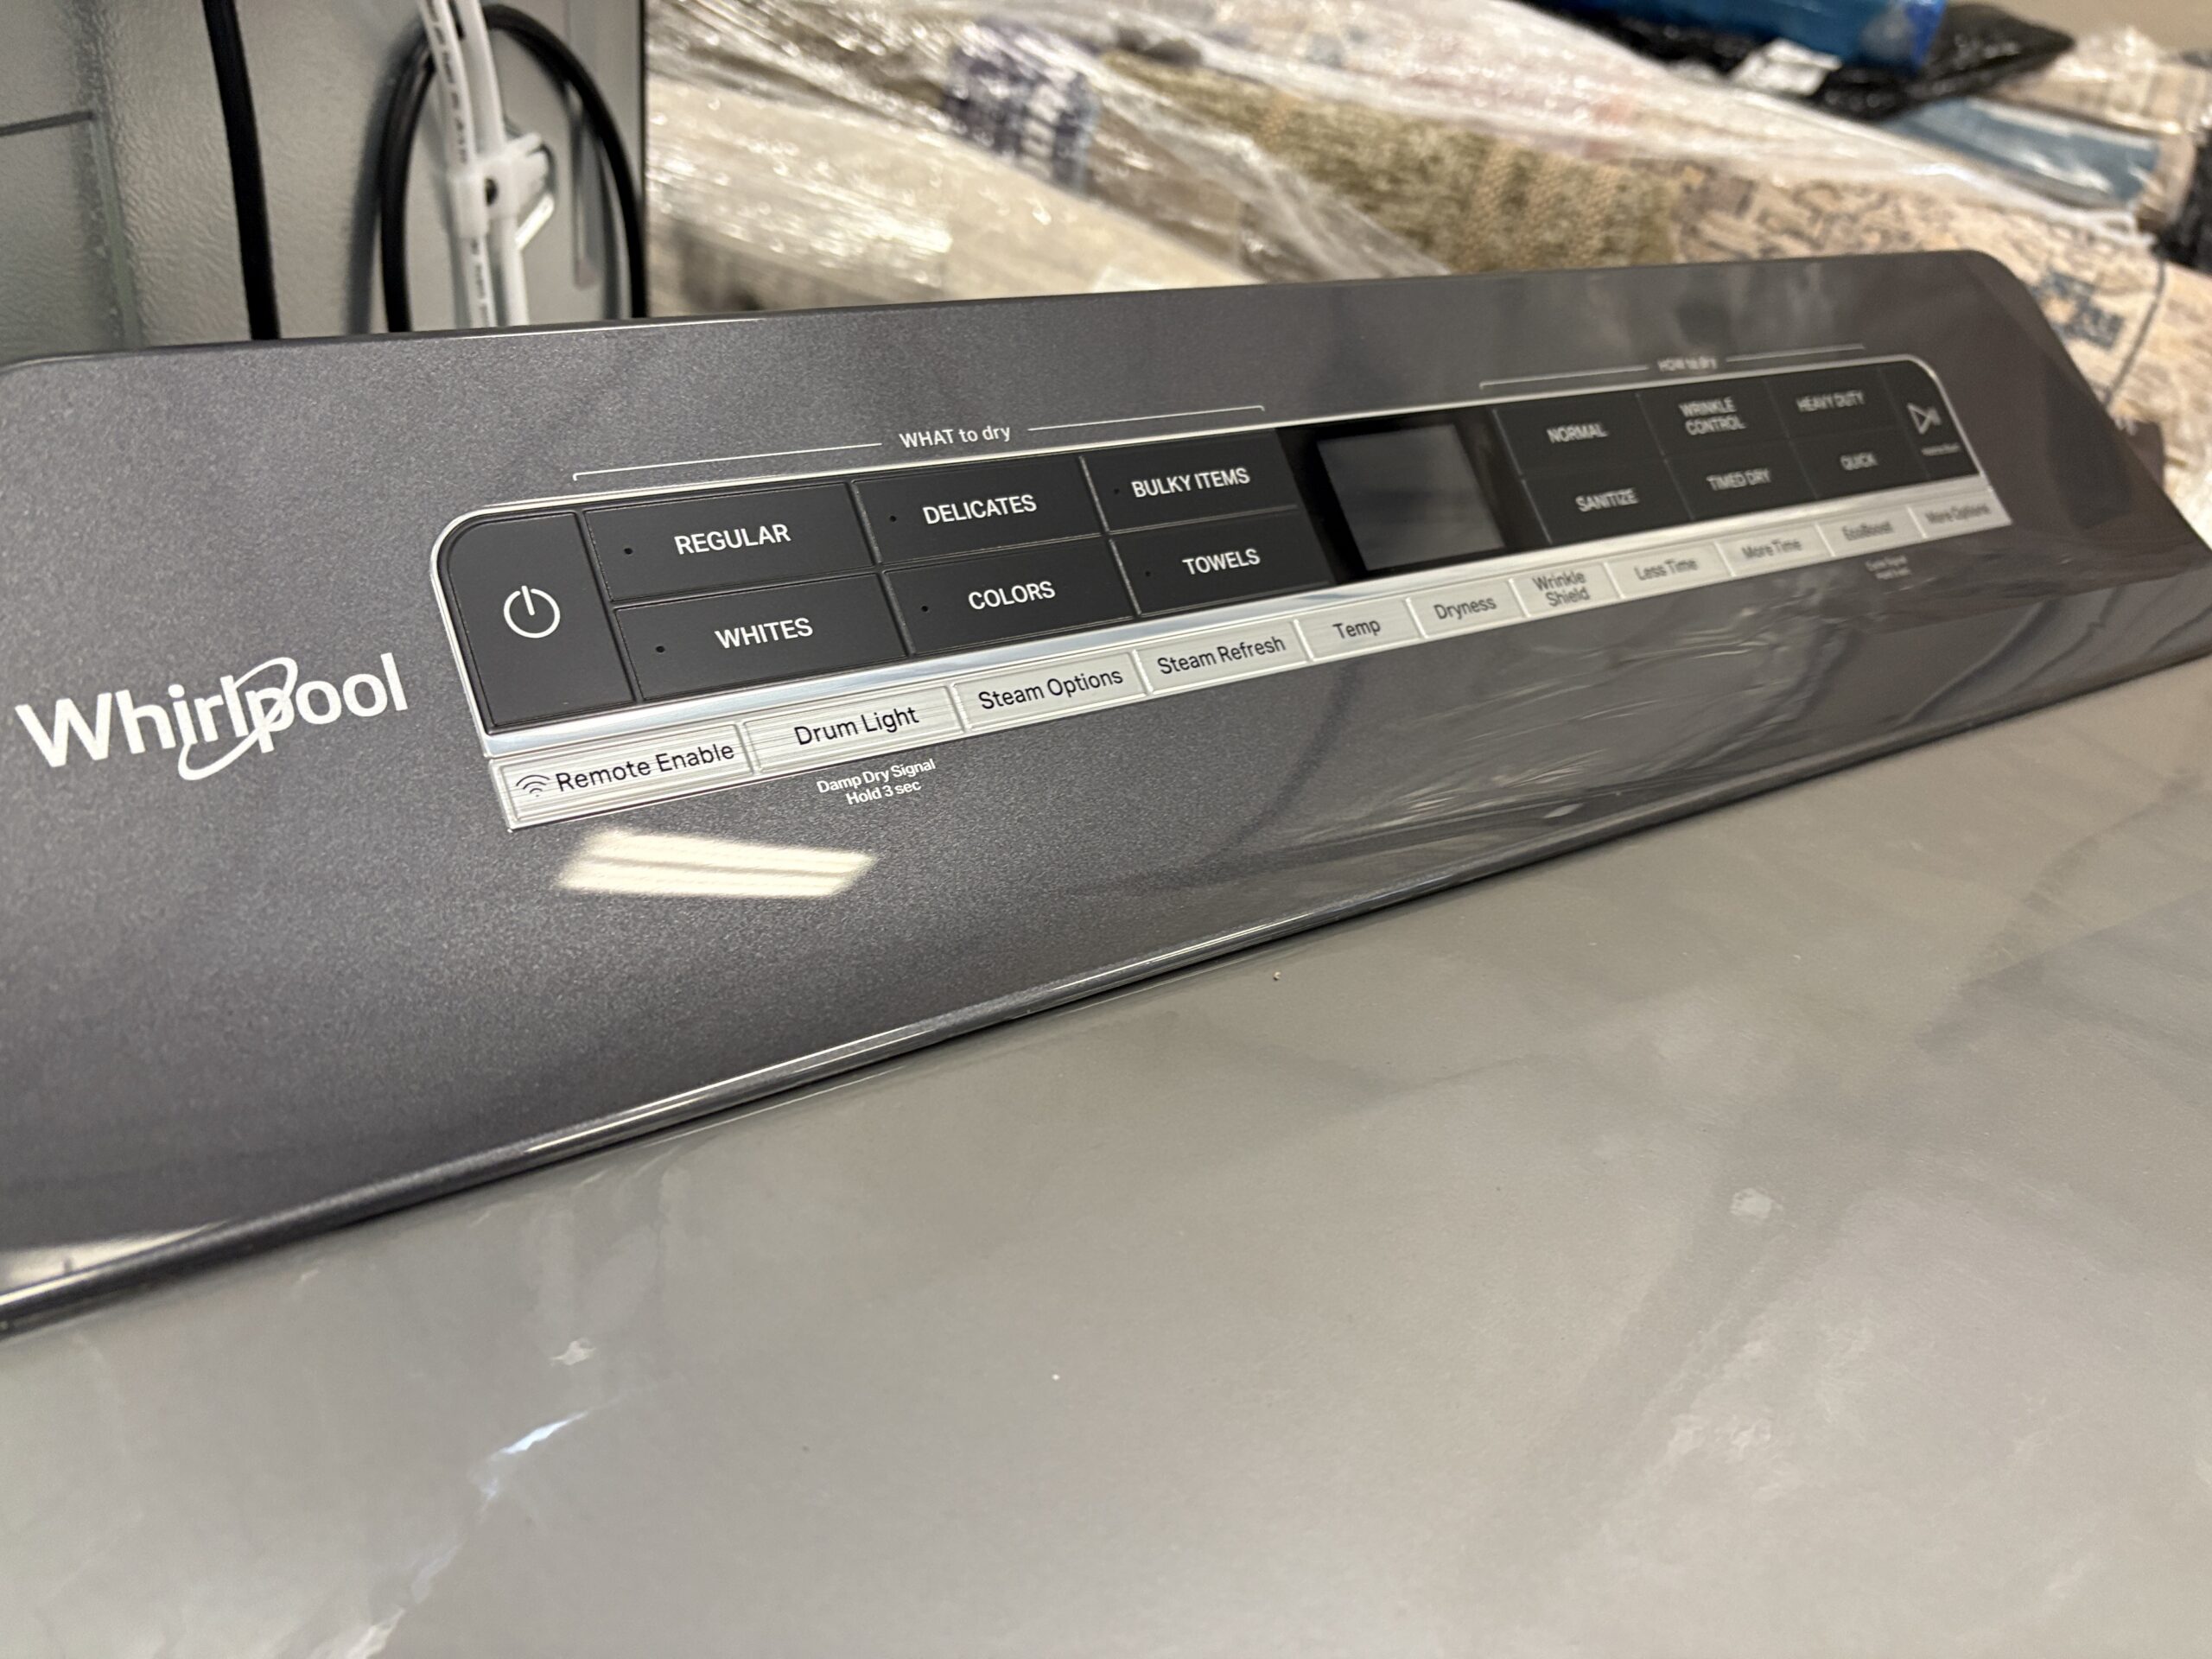 HOW to dry
WHAT to dry
REGULAR
DELICATES
BULKY ITEMS
WHITES
COLORS
TOWELS
NORMAL
WRINKLE
CONTROL
HEAVY DUTY
SANITIZE
TIMED DRY
QUICK
Whirlpool
Remote Enable
Drum Light
Steam Options
Steam Refresh
Temp
Dryness
Wrinkle
Shield
Less Time
More Time
EcoBoost
More Options
Damp Dry Signal
Hold 3 sec